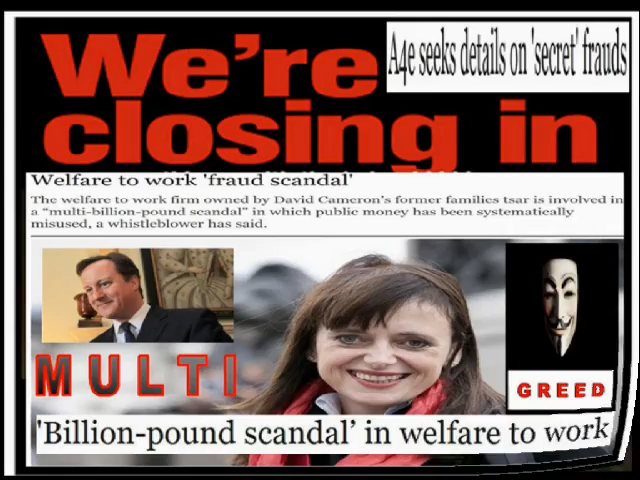 We're
closing in
A4e seeks details on 'secret' frauds
Welfare to work 'fraud scandal'
The welfare to work firm owned by David Cameron's former families tsar is involved in
a "multi-billion-pound scandal" in which public money has been systematically
misused, a whistleblower has said.
MULTI
GREED
'Billion-pound scandal' in welfare to work